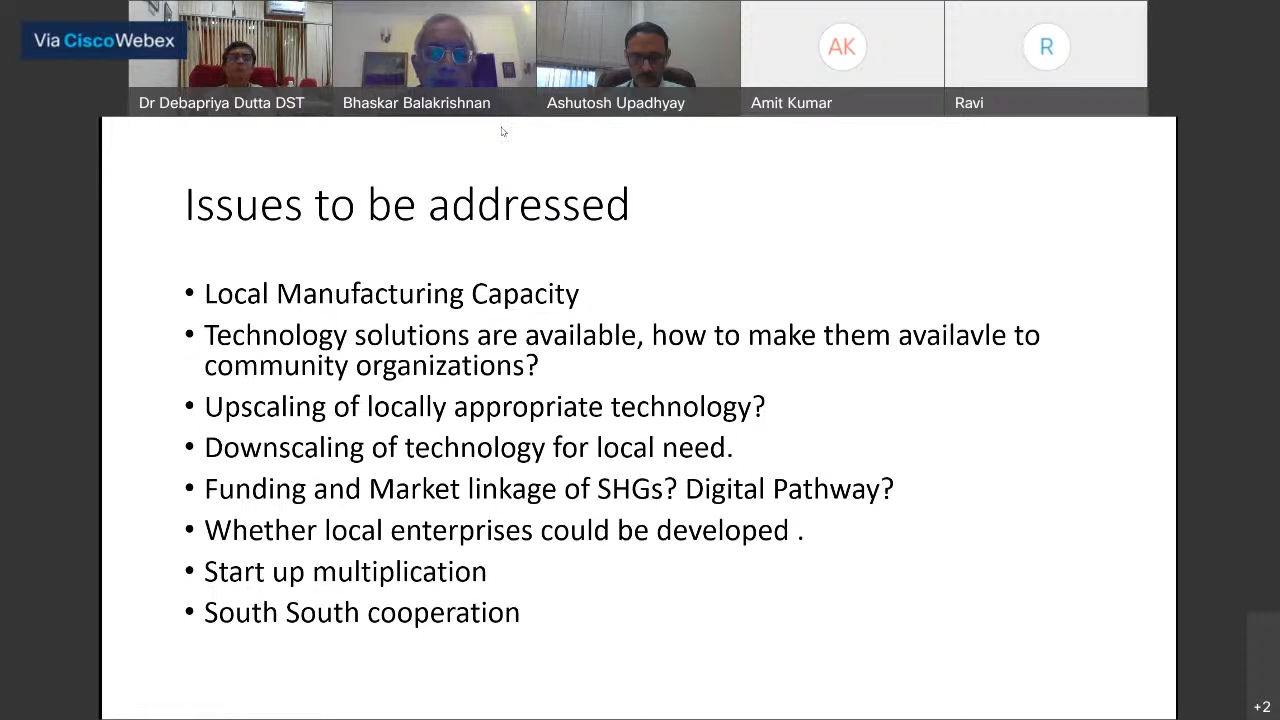 Via CiscoWebex
Dr Debapriya Dutta DST
Bhaskar Balakrishnan
Ashutosh Upadhyay
AK
Amit Kumar
R
Ravi
Issues to be addressed
• Local Manufacturing Capacity
• Technology solutions are available, how to make them availavle to
community organizations?
• Upscaling of locally appropriate technology?
• Downscaling of technology for local need.
• Funding and Market linkage of SHGs? Digital Pathway?
• Whether local enterprises could be developed .
• Start up multiplication
• South South cooperation
+2